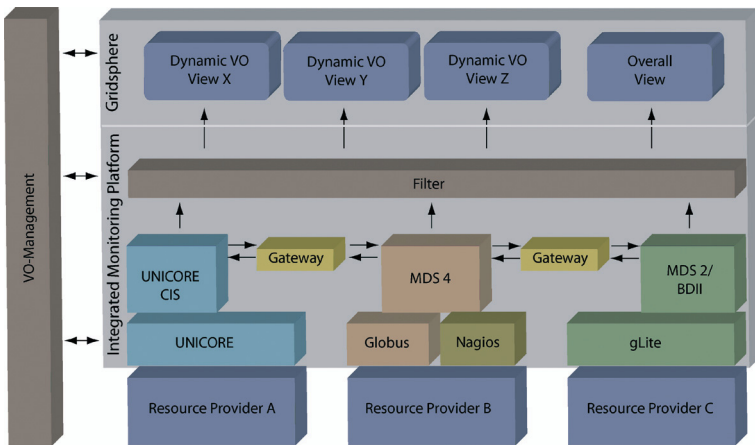 VO-Management
Gridsphere
Dynamic VO
View X
Dynamic VO
View Y
Dynamic VO
View Z
Overall
View
Integrated Monitoring Platform
Filter
UNICORE
CIS
Gateway
MDS 4
Gateway
MDS 2/
BDII
UNICORE
Globus
Nagios
gLite
Resource Provider A
Resource Provider B
Resource Provider C